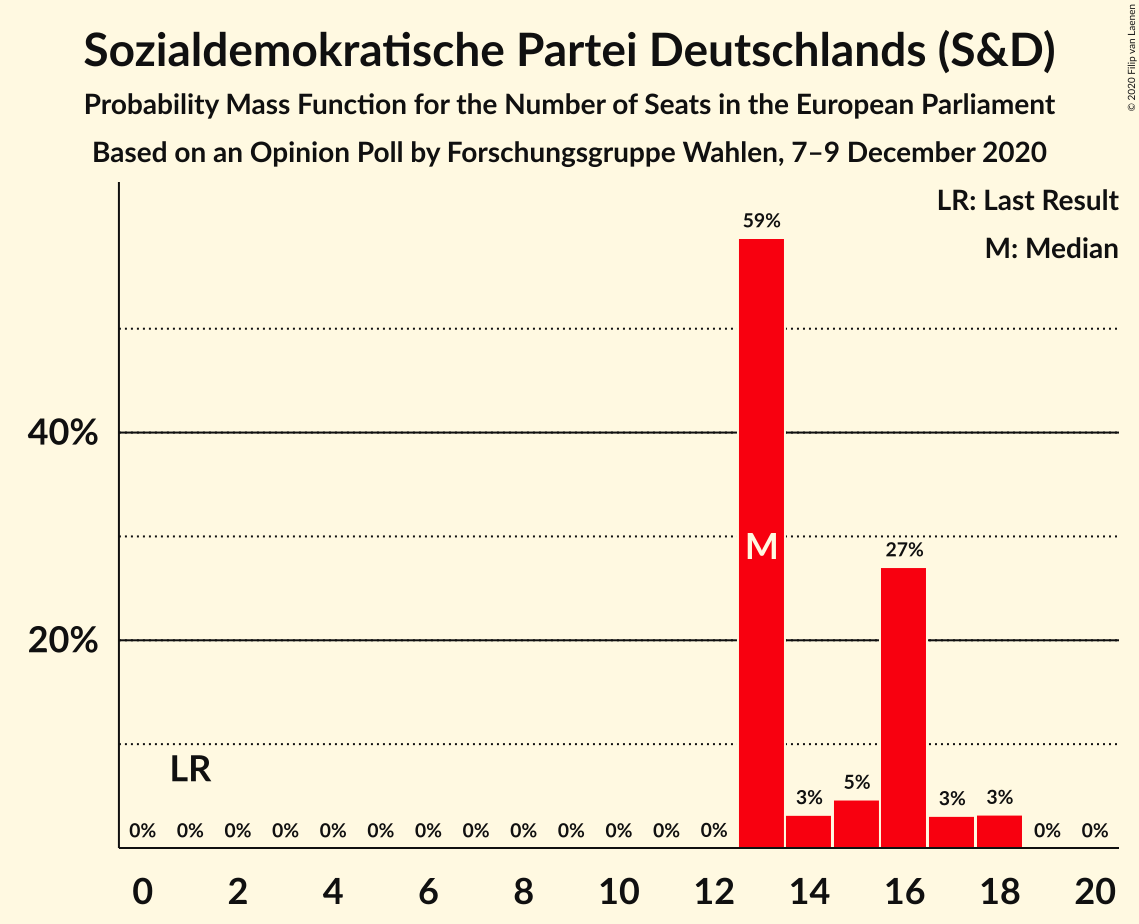 Sozialdemokratische Partei Deutschlands (S&D)
Probability Mass Function for the Number of Seats in the European Parliament
Based on an Opinion Poll by Forschungsgruppe Wahlen, 7–9 December 2020
© 2020 Filip van Laenen
LR: Last Result
M: Median
59%
40%
M
27%
20%
LR
0% 0% 0% 0% 0% 0% 0% 0% 0% 0% 0% 0% 0% 3% 5% 3% 3% 0% 0%
0 2 4 6 8 10 12 14 16 18 20